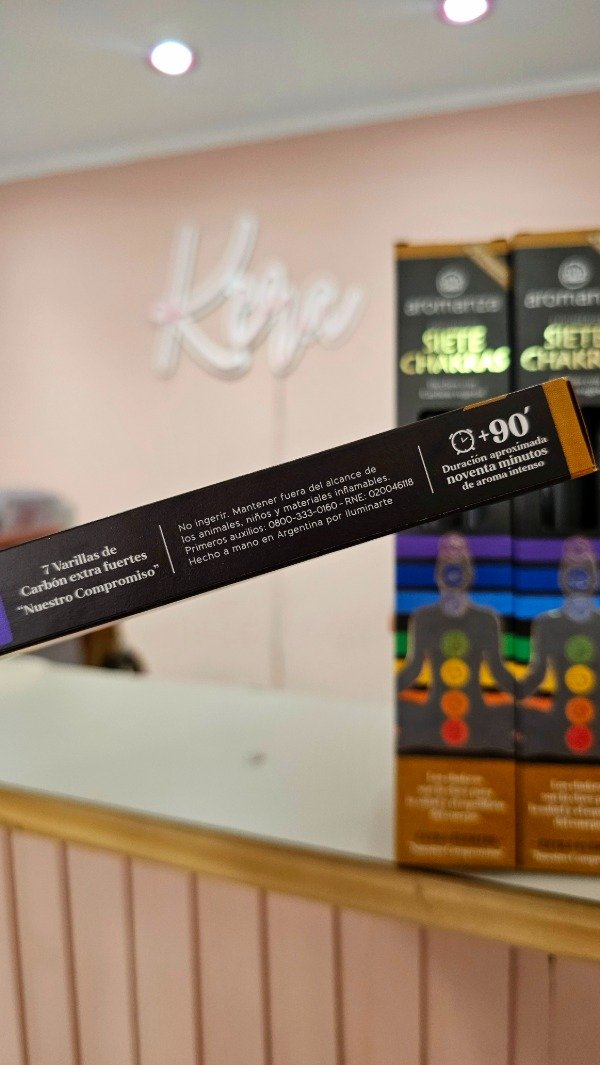 Kore
aromanza
SIETE
CHAKRAS
aromanza
SIETE
CHAKRAS
7 Varillas de
Carbón extra fuertes
"Nuestro Compromiso"
No ingerir. Mantener fuera del alcance de
los animales, niños y materiales inflamables.
Primeros auxilios: 0800-333-0160 - RNE: 020046118
Hecho a mano en Argentina por Iluminarte
+90´
Duración aproximada
noventa minutos
de aroma intenso